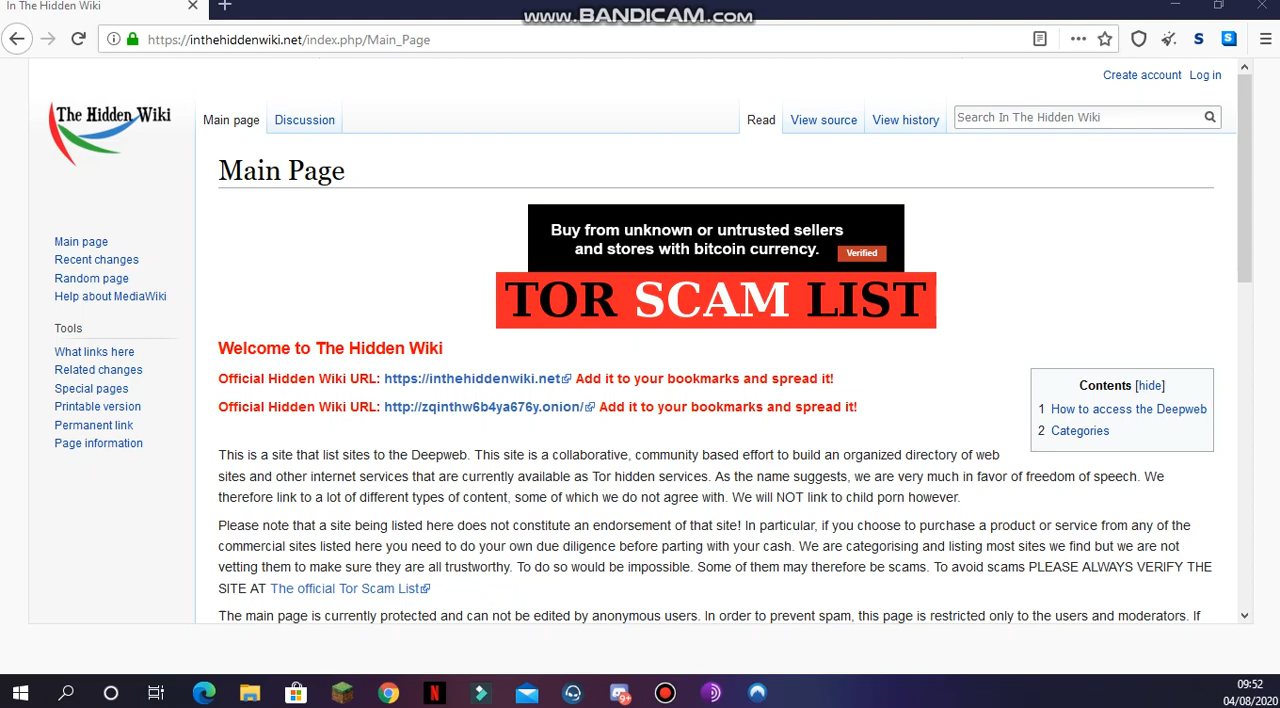 In The Hidden Wiki
www.BANDICAM.com
https://inthehiddenwiki.net/index.php/Main_Page
Create account Log in
The Hidden Wiki
Main page Discussion Read View source View history Search In The Hidden Wiki
Main Page
Buy from unknown or untrusted sellers
and stores with bitcoin currency. Verified
TOR SCAM LIST
Main page
Recent changes
Random page
Help about MediaWiki
Tools
What links here
Related changes
Special pages
Printable version
Permanent link
Page information
Welcome to The Hidden Wiki
Official Hidden Wiki URL: https://inthehiddenwiki.net Add it to your bookmarks and spread it!
Official Hidden Wiki URL: http://zqinthw6b4ya676y.onion/ Add it to your bookmarks and spread it!
Contents [hide]
1 How to access the Deepweb
2 Categories
This is a site that list sites to the Deepweb. This site is a collaborative, community based effort to build an organized directory of web
sites and other internet services that are currently available as Tor hidden services. As the name suggests, we are very much in favor of freedom of speech. We
therefore link to a lot of different types of content, some of which we do not agree with. We will NOT link to child porn however.
Please note that a site being listed here does not constitute an endorsement of that site! In particular, if you choose to purchase a product or service from any of the
commercial sites listed here you need to do your own due diligence before parting with your cash. We are categorising and listing most sites we find but we are not
vetting them to make sure they are all trustworthy. To do so would be impossible. Some of them may therefore be scams. To avoid scams PLEASE ALWAYS VERIFY THE
SITE AT The official Tor Scam List
The main page is currently protected and can not be edited by anonymous users. In order to prevent spam, this page is restricted only to the users and moderators. If
N
9+
09:52
04/08/2020